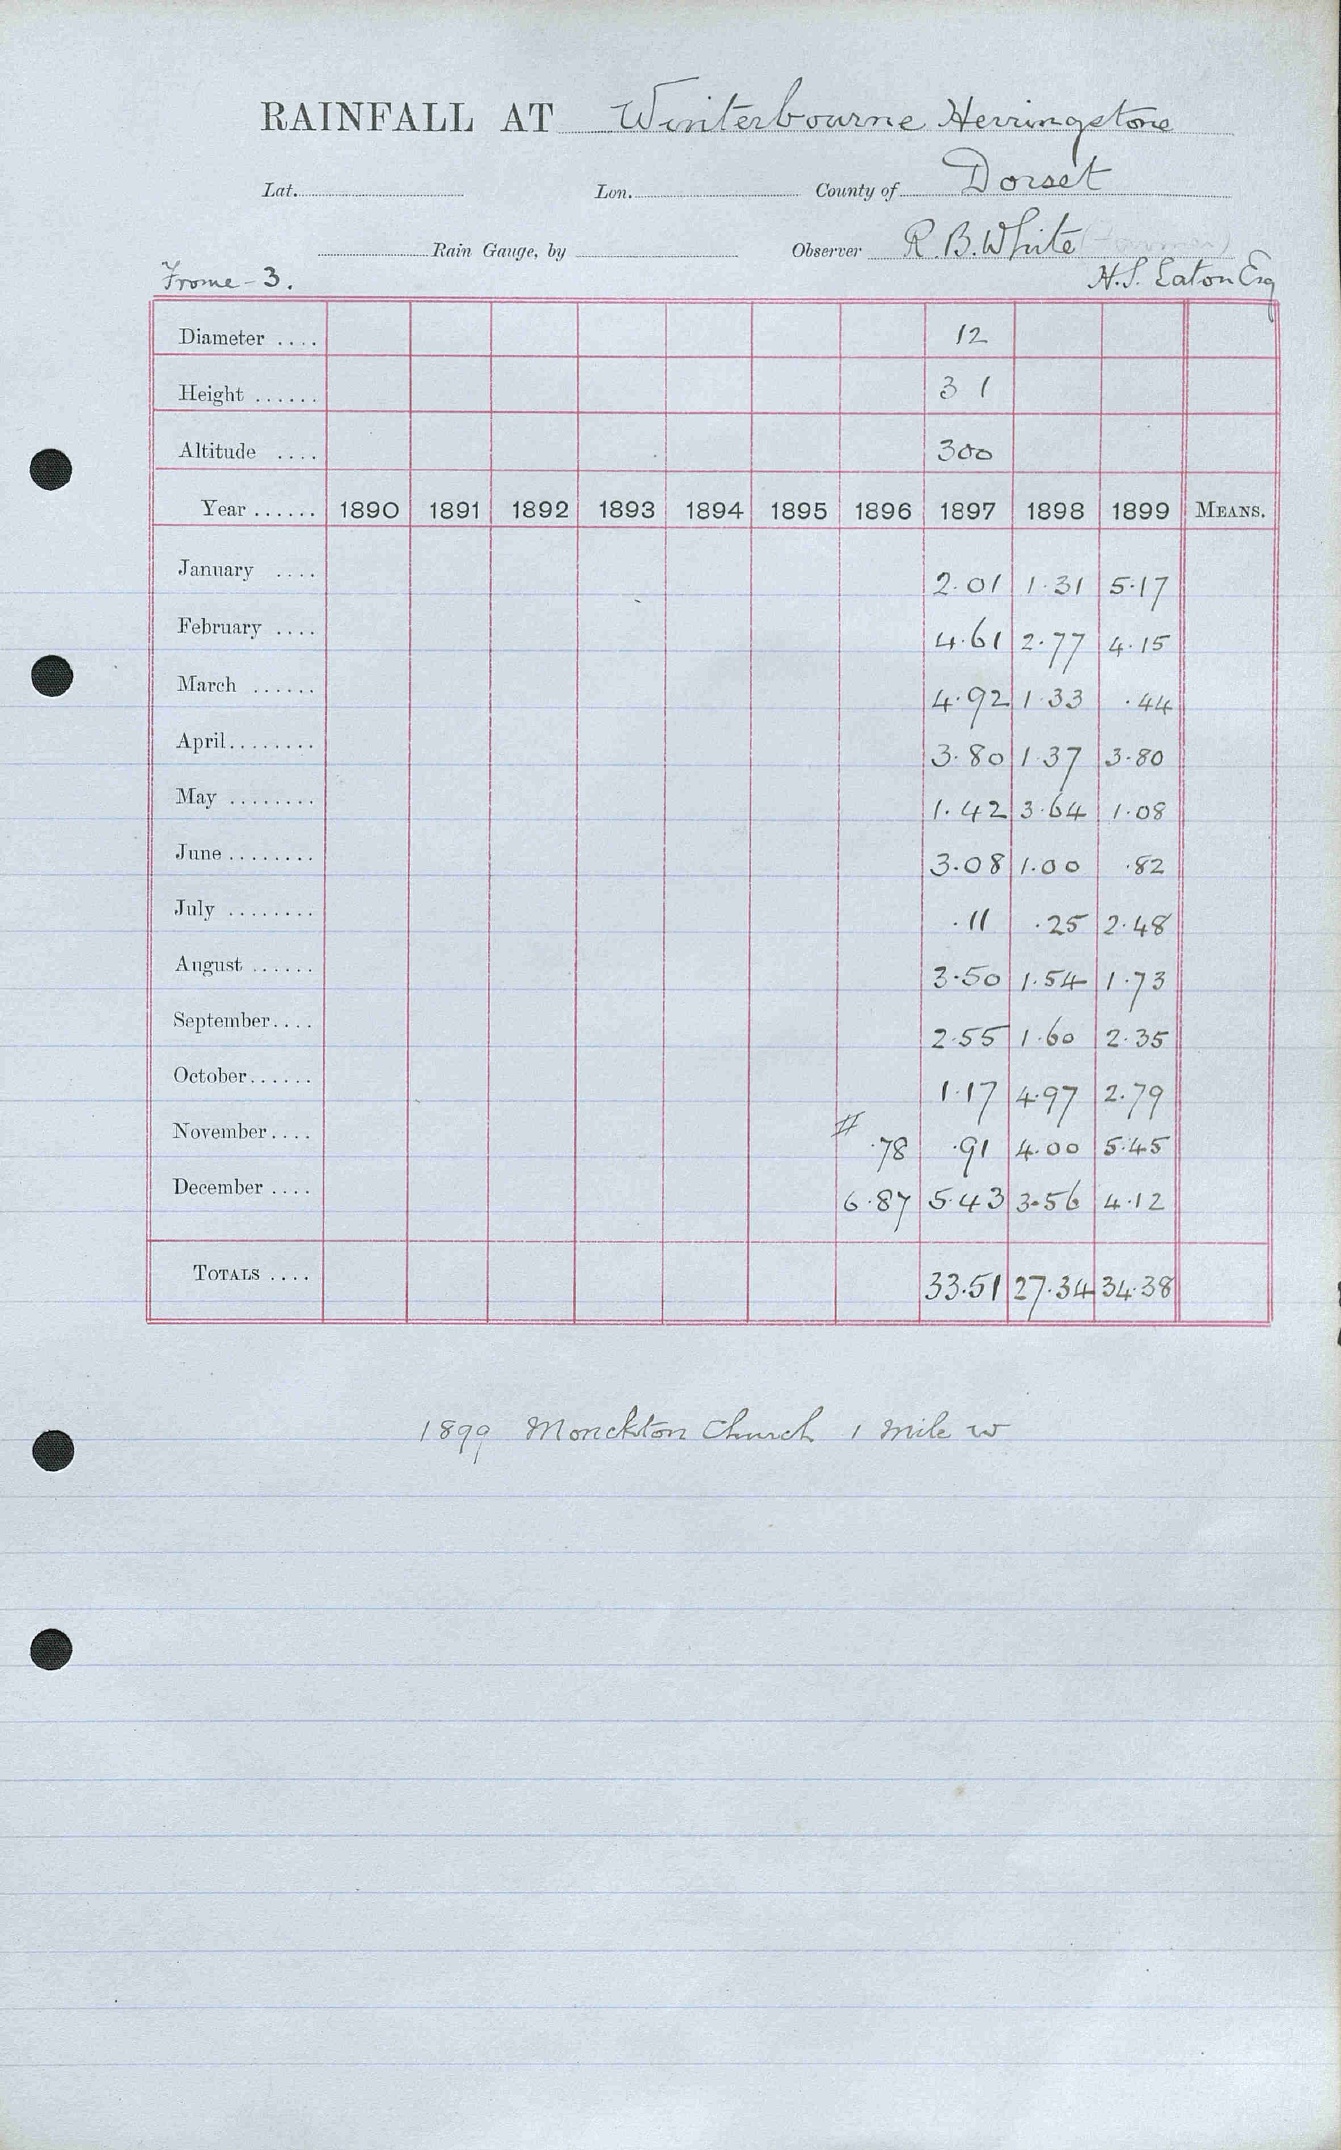 RAINFALL AT Winterbourne Herringstone
Lat. Lon. County of Dorset
Rain Gauge, by Observer R. B. White (Farmer)
Frome - 3. H. S. Eaton Esq
Diameter .... 12
Height ...... 3 1
Altitude .... 300
Year ...... 1890 1891 1892 1893 1894 1895 1896 1897 1898 1899 MEANS.
January .... 2.01 1.31 5.17
February .... 4.61 2.77 4.15
March ...... 4.92 1.33 .44
April........ 3.80 1.37 3.80
May ........ 1.42 3.64 1.08
June ........ 3.08 1.00 .82
July ........ .11 .25 2.48
August ...... 3.50 1.54 1.73
September.... 2.55 1.60 2.35
October...... 1.17 4.97 2.79
November.... # .78 .91 4.00 5.45
December .... 6.87 5.43 3.56 4.12
TOTALS .... 33.51 27.34 34.38
1899 Monckton Church 1 mile W